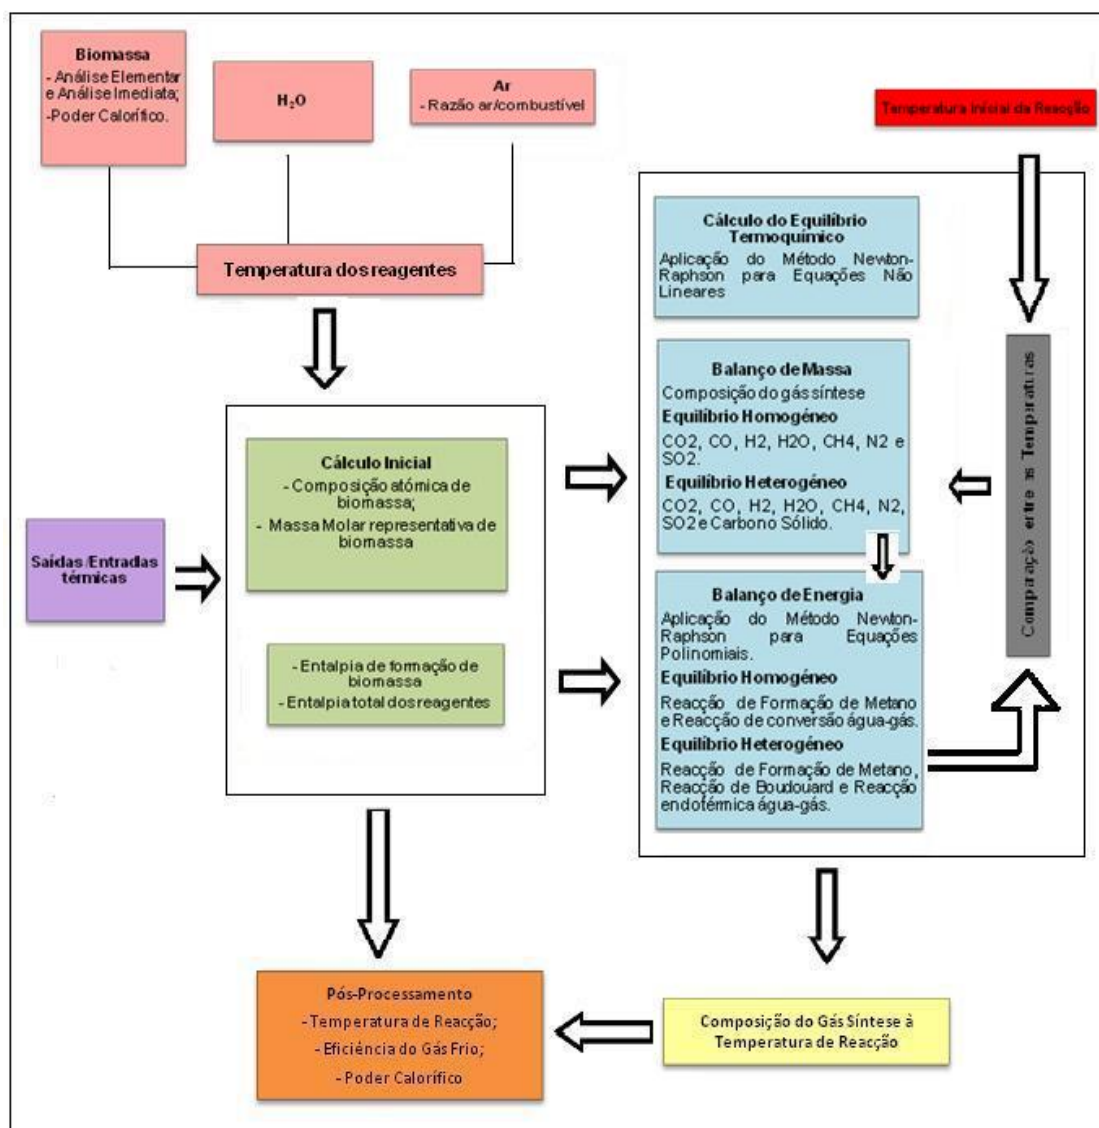 Biomassa
- Análise Elementar
e Análise Imediata;
-Poder Calorífico.
H₂O
Ar
- Razão ar/combustível
Temperatura Inicial da Reacção
Temperatura dos reagentes
Cálculo do Equilíbrio
Termoquímico
Aplicação do Método Newton-
Raphson para Equações Não
Lineares
Balanço de Massa
Composição do gás síntese
Equilíbrio Homogéneo
CO2, CO, H2, H2O, CH4, N2 e
SO2.
Equilíbrio Heterogéneo
CO2, CO, H2, H2O, CH4, N2,
SO2 e Carbono Sólido.
Comparação entre as Temperaturas
Cálculo Inicial
- Composição atómica de
biomassa;
- Massa Molar representativa de
biomassa
Saídas /Entradas
térmicas
- Entalpia de formação de
biomassa
- Entalpia total dos reagentes
Balanço de Energia
Aplicação do Método Newton-
Raphson para Equações
Polinomiais.
Equilíbrio Homogéneo
Reacção de Formação de Metano
e Reacção de conversão água-gás.
Equilíbrio Heterogéneo
Reacção de Formação de Metano,
Reacção de Boudouard e Reacção
endotérmica água-gás.
Pós-Processamento
- Temperatura de Reacção;
- Eficiência do Gás Frio;
- Poder Calorífico
Composição do Gás Síntese à
Temperatura de Reacção